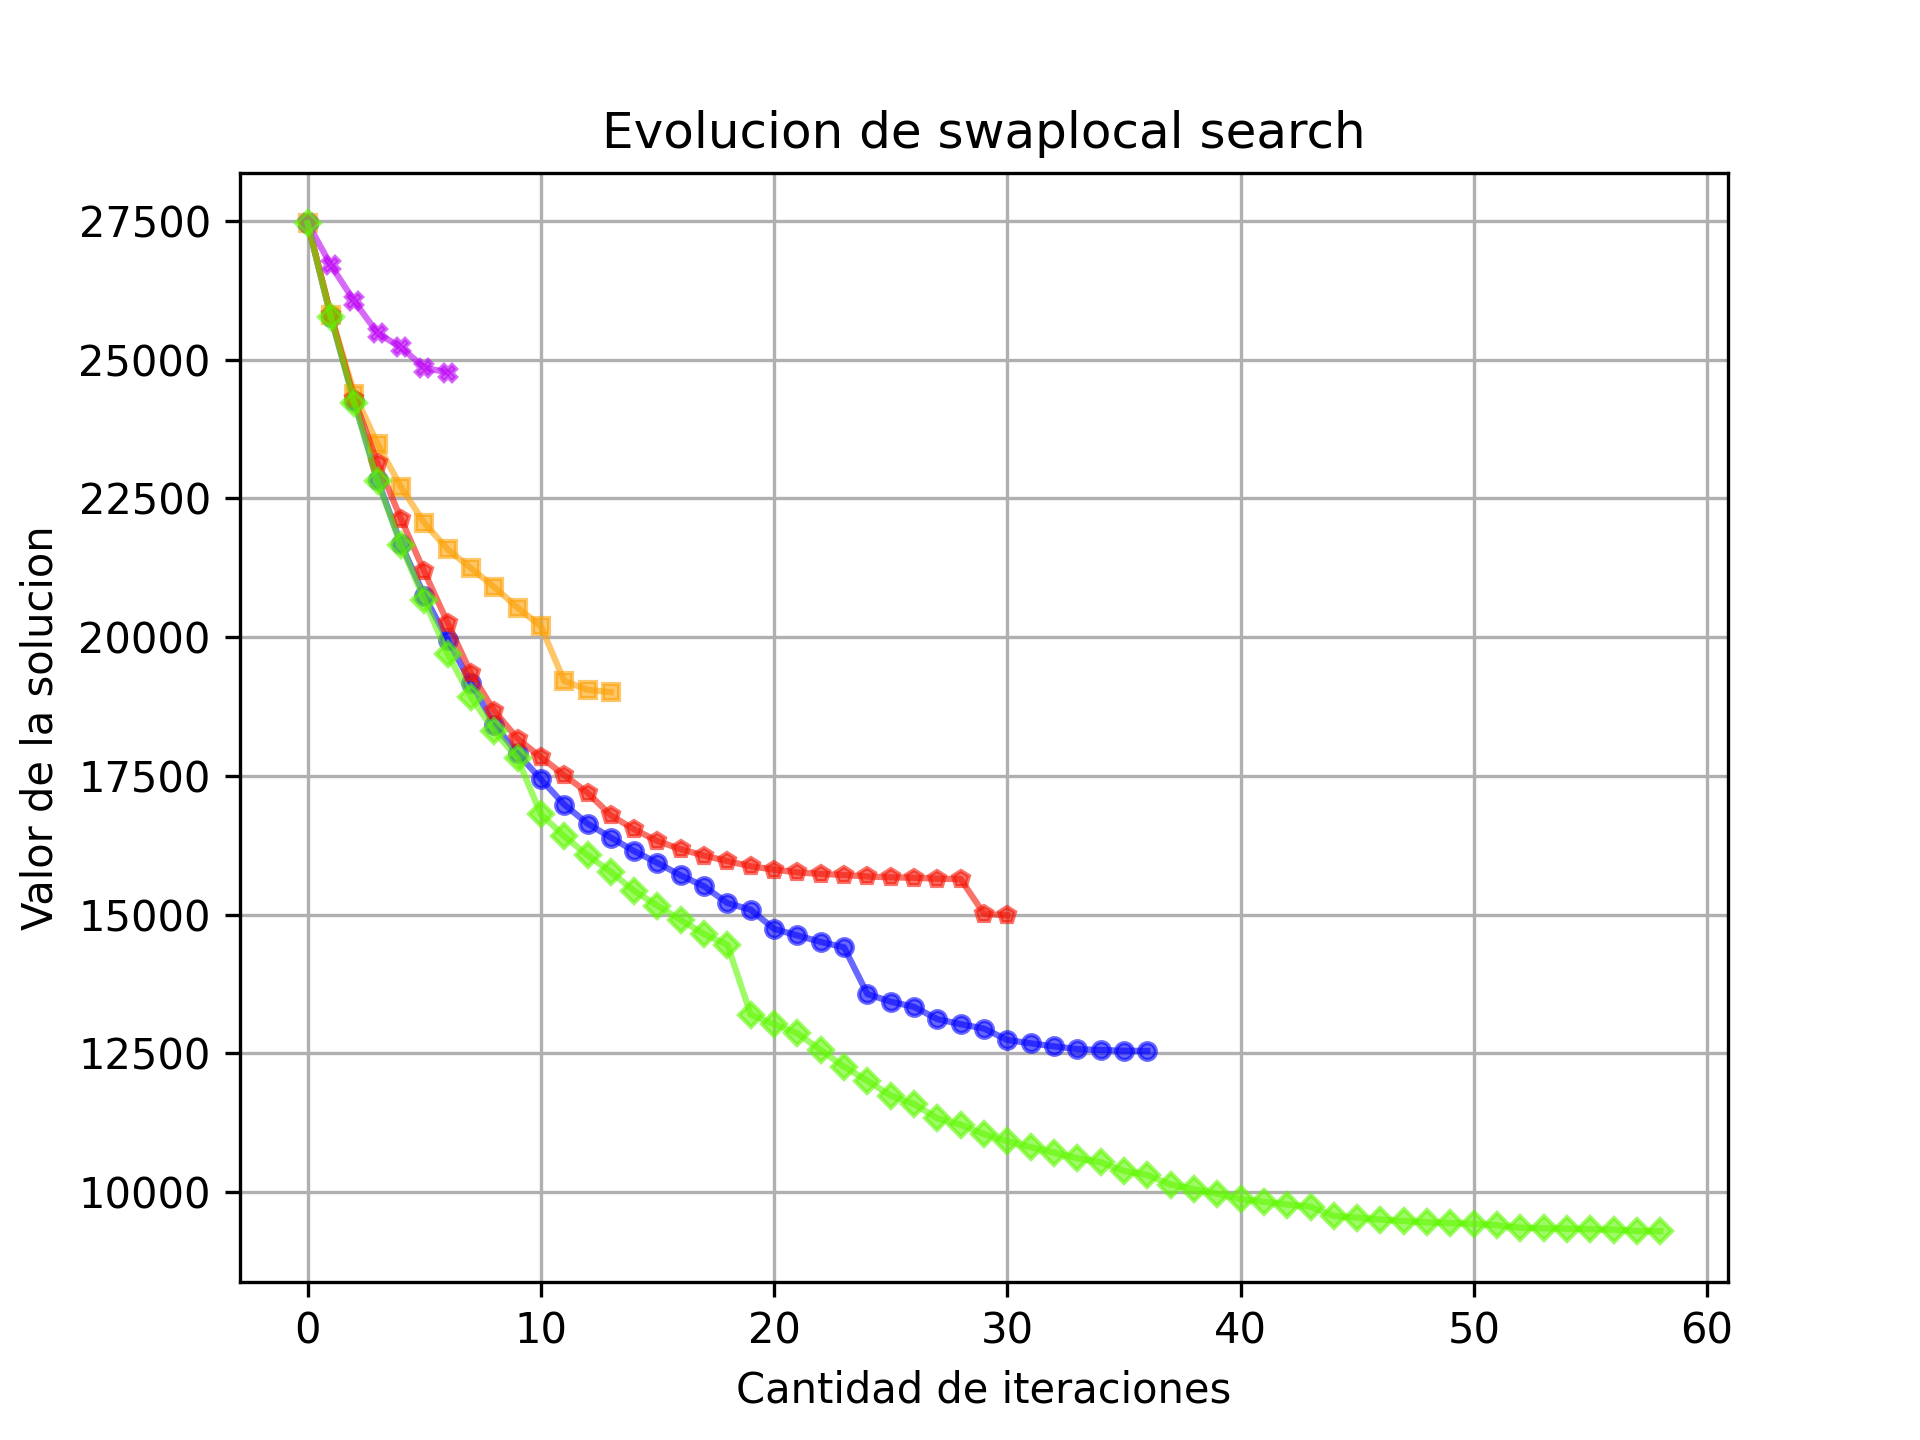 Evolucion de swaplocal search
27500
25000
22500
20000
17500
15000
12500
10000
Valor de la solucion
0 10 20 30 40 50 60
Cantidad de iteraciones